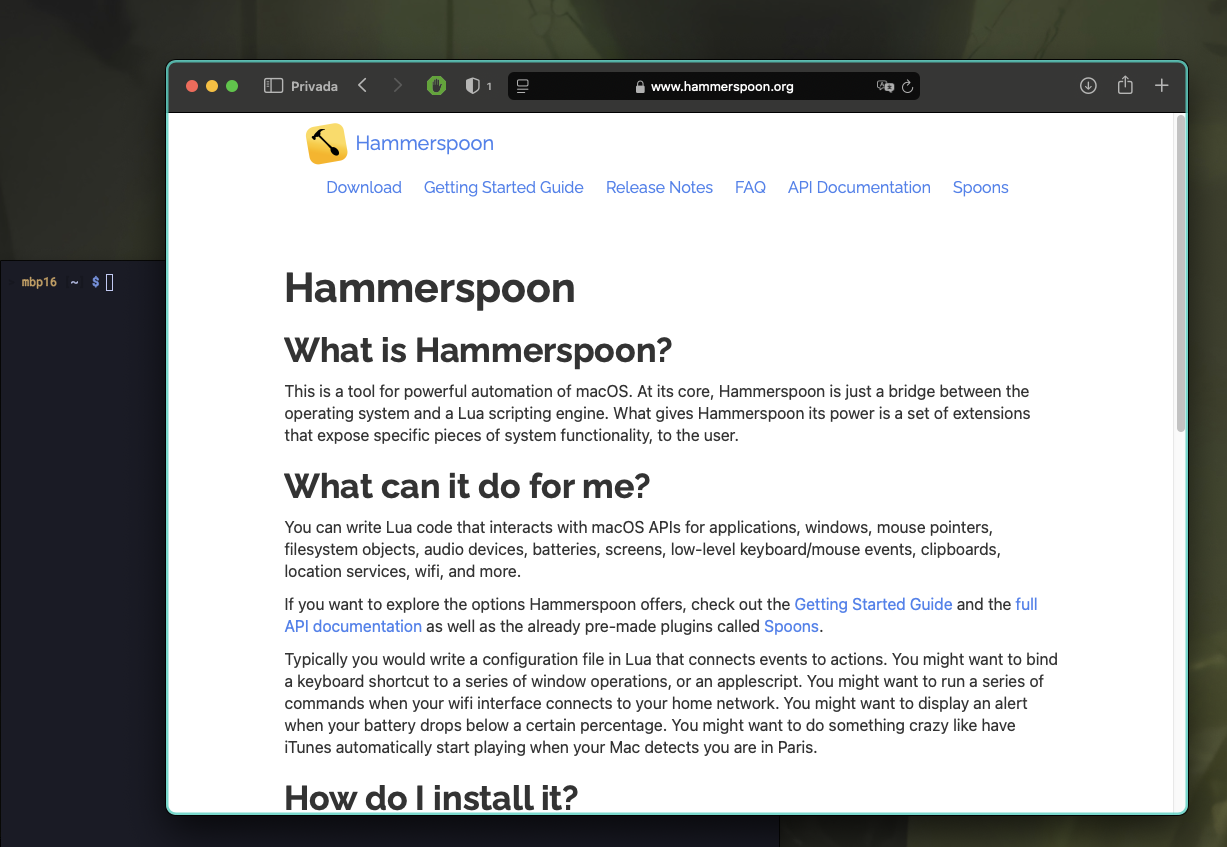 Privada
1
www.hammerspoon.org
Hammerspoon
Download Getting Started Guide Release Notes FAQ API Documentation Spoons
mbp16 ~ $
Hammerspoon
What is Hammerspoon?
This is a tool for powerful automation of macOS. At its core, Hammerspoon is just a bridge between the
operating system and a Lua scripting engine. What gives Hammerspoon its power is a set of extensions
that expose specific pieces of system functionality, to the user.
What can it do for me?
You can write Lua code that interacts with macOS APIs for applications, windows, mouse pointers,
filesystem objects, audio devices, batteries, screens, low-level keyboard/mouse events, clipboards,
location services, wifi, and more.
If you want to explore the options Hammerspoon offers, check out the Getting Started Guide and the full
API documentation as well as the already pre-made plugins called Spoons.
Typically you would write a configuration file in Lua that connects events to actions. You might want to bind
a keyboard shortcut to a series of window operations, or an applescript. You might want to run a series of
commands when your wifi interface connects to your home network. You might want to display an alert
when your battery drops below a certain percentage. You might want to do something crazy like have
iTunes automatically start playing when your Mac detects you are in Paris.
How do I install it?